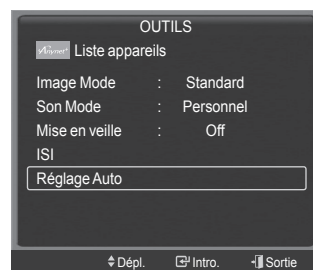 OUTILS
Anynet+ Liste appareils
Image Mode : Standard
Son Mode : Personnel
Mise en veille : Off
ISI
Réglage Auto
Dépl. Intro. Sortie